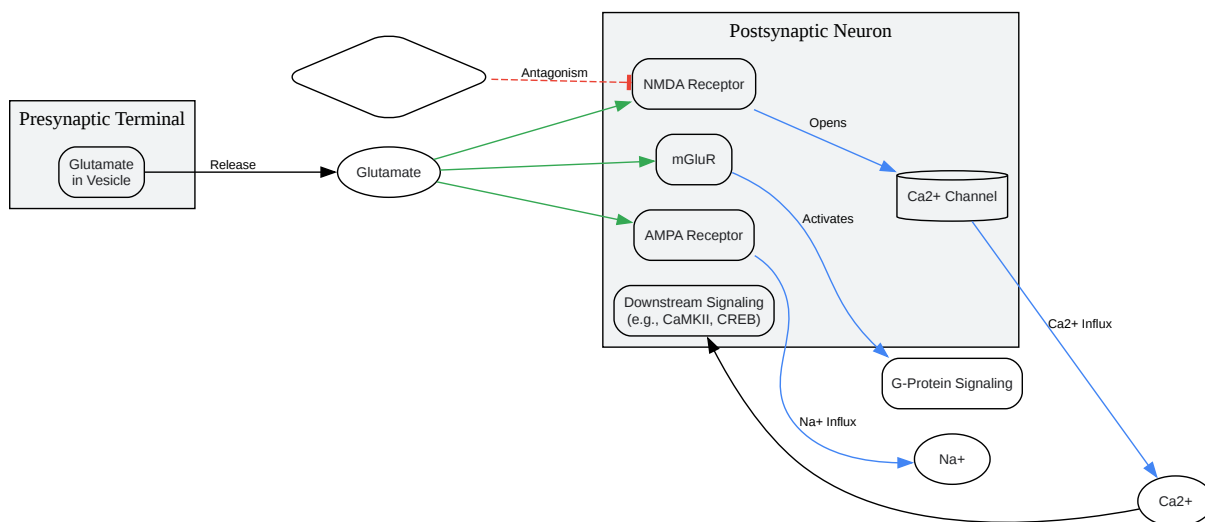 Postsynaptic Neuron
Antagonism
NMDA Receptor
Presynaptic Terminal
Opens
Glutamate
in Vesicle
Release
Glutamate
mGluR
Ca2+ Channel
Activates
AMPA Receptor
Downstream Signaling
(e.g., CaMKII, CREB)
Ca2+ Influx
G-Protein Signaling
Na+ Influx
Na+
Ca2+